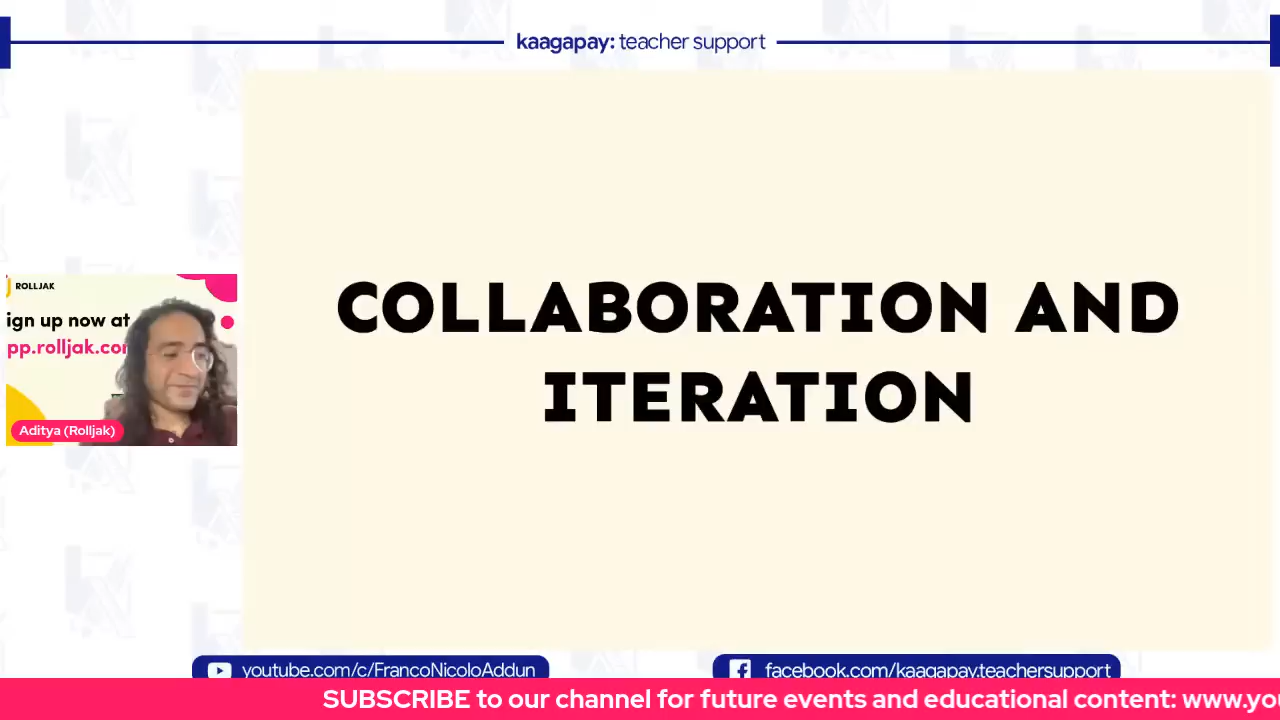 kaagapay: teacher support
COLLABORATION AND
ITERATION
ROLLJAK
ign up now at
pp.rolljak.co
Aditya (Rolljak)
youtube.com/c/FrancoNicoloAddun
facebook.com/kaagapay.teachersupport
SUBSCRIBE to our channel for future events and educational content: www.yo